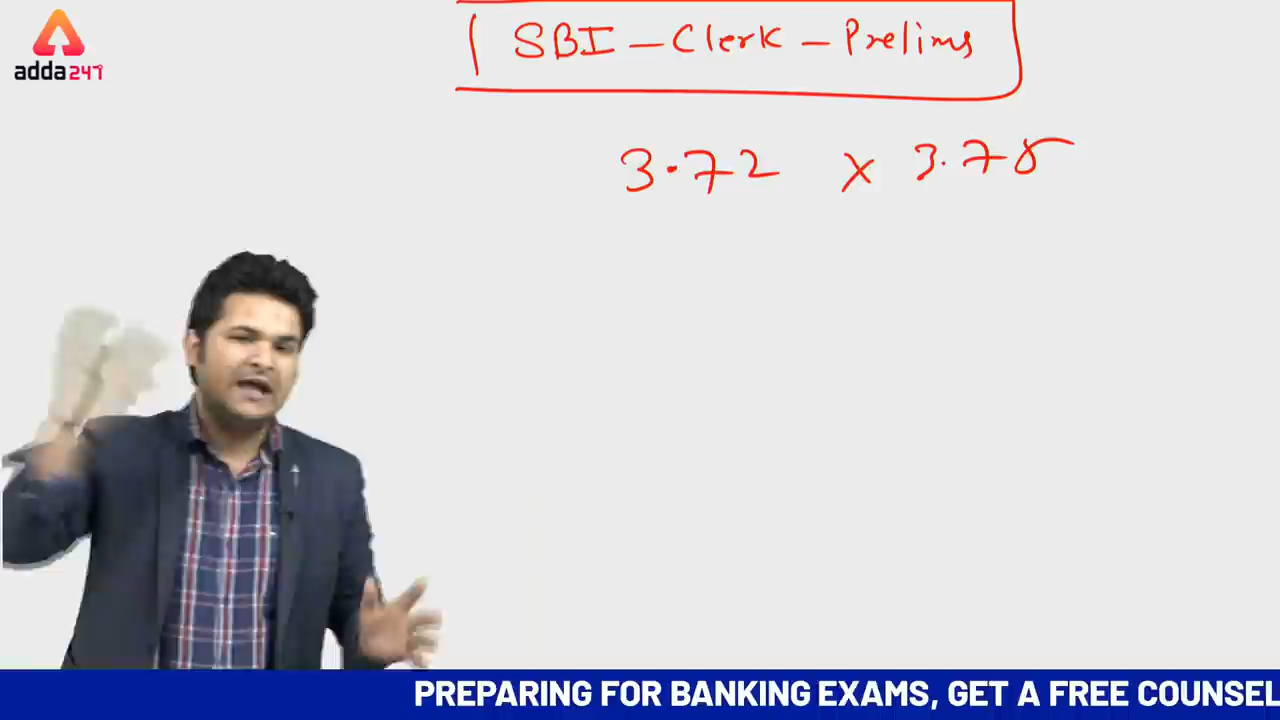 adda247
SBI - Clerk - Prelims
3.72 x 3.78
PREPARING FOR BANKING EXAMS, GET A FREE COUNSEL